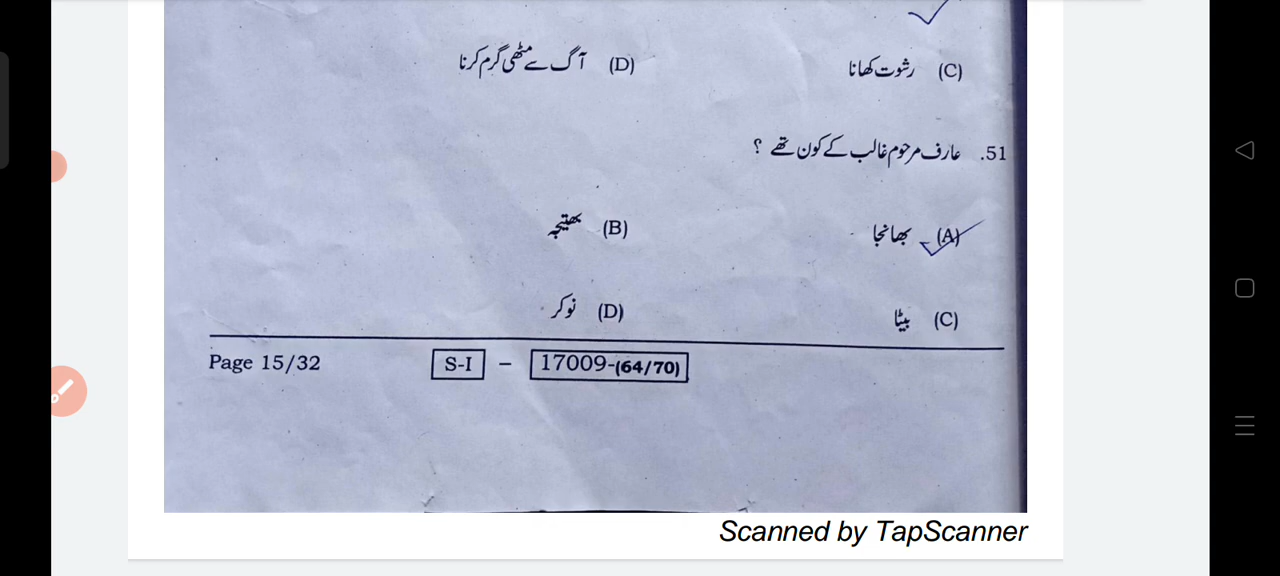 (C) رشوت کھانا (D) آگ سے مٹھی گرم کرنا
51. عارف مرحوم غالب کے کون تھے ؟
(A) بھانجا (B) بھتیجہ
(C) بیٹا (D) نوکر
Page 15/32 S-I – 17009-(64/70)
Scanned by TapScanner